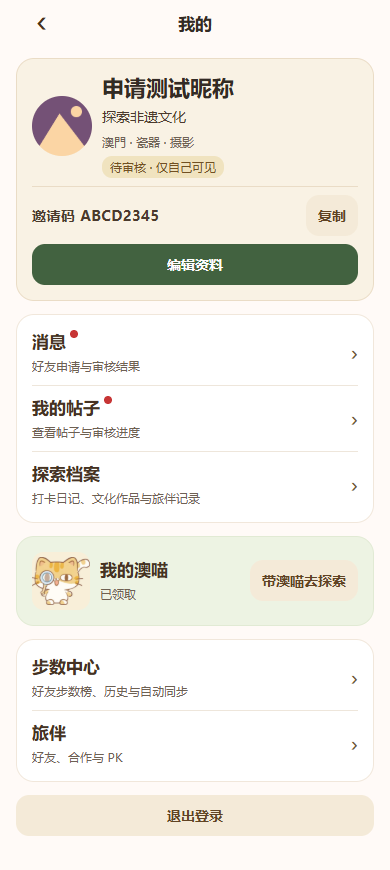 我的
申请测试昵称
探索非遗文化
澳門 · 瓷器 · 摄影
待审核 · 仅自己可见
邀请码 ABCD2345
复制
编辑资料
消息
好友申请与审核结果
我的帖子
查看帖子与审核进度
探索档案
打卡日记、文化作品与旅伴记录
我的澳喵
已领取
带澳喵去探索
步数中心
好友步数榜、历史与自动同步
旅伴
好友、合作与 PK
退出登录